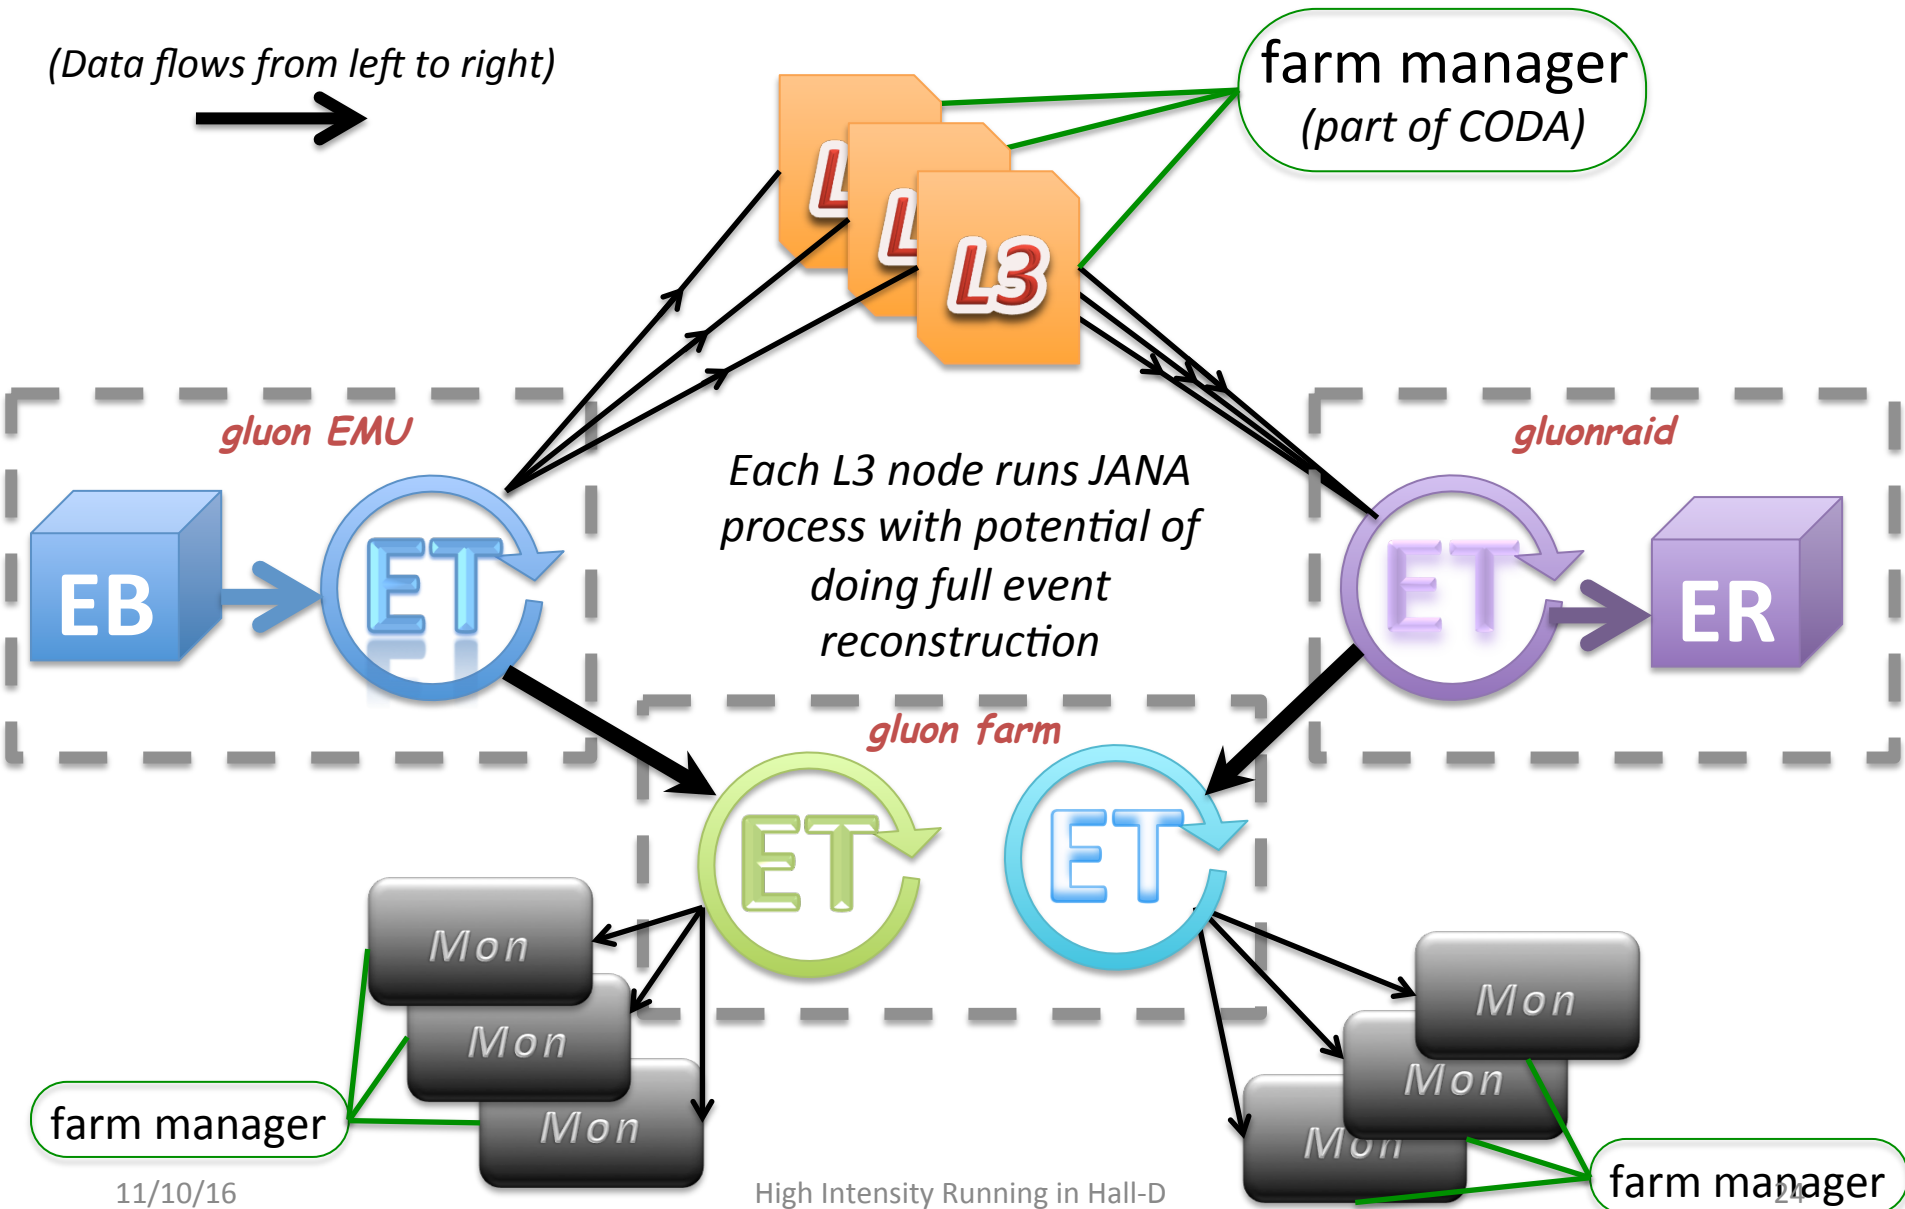 (Data flows from left to right)
farm manager
(part of CODA)
L
L
L3
gluon EMU
gluonraid
Each L3 node runs JANA
process with potential of
doing full event
reconstruction
EB
ET
ET
ER
gluon farm
ET
ET
Mon
Mon
Mon
Mon
Mon
Mon
farm manager
farm manager
11/10/16
High Intensity Running in Hall-D
24